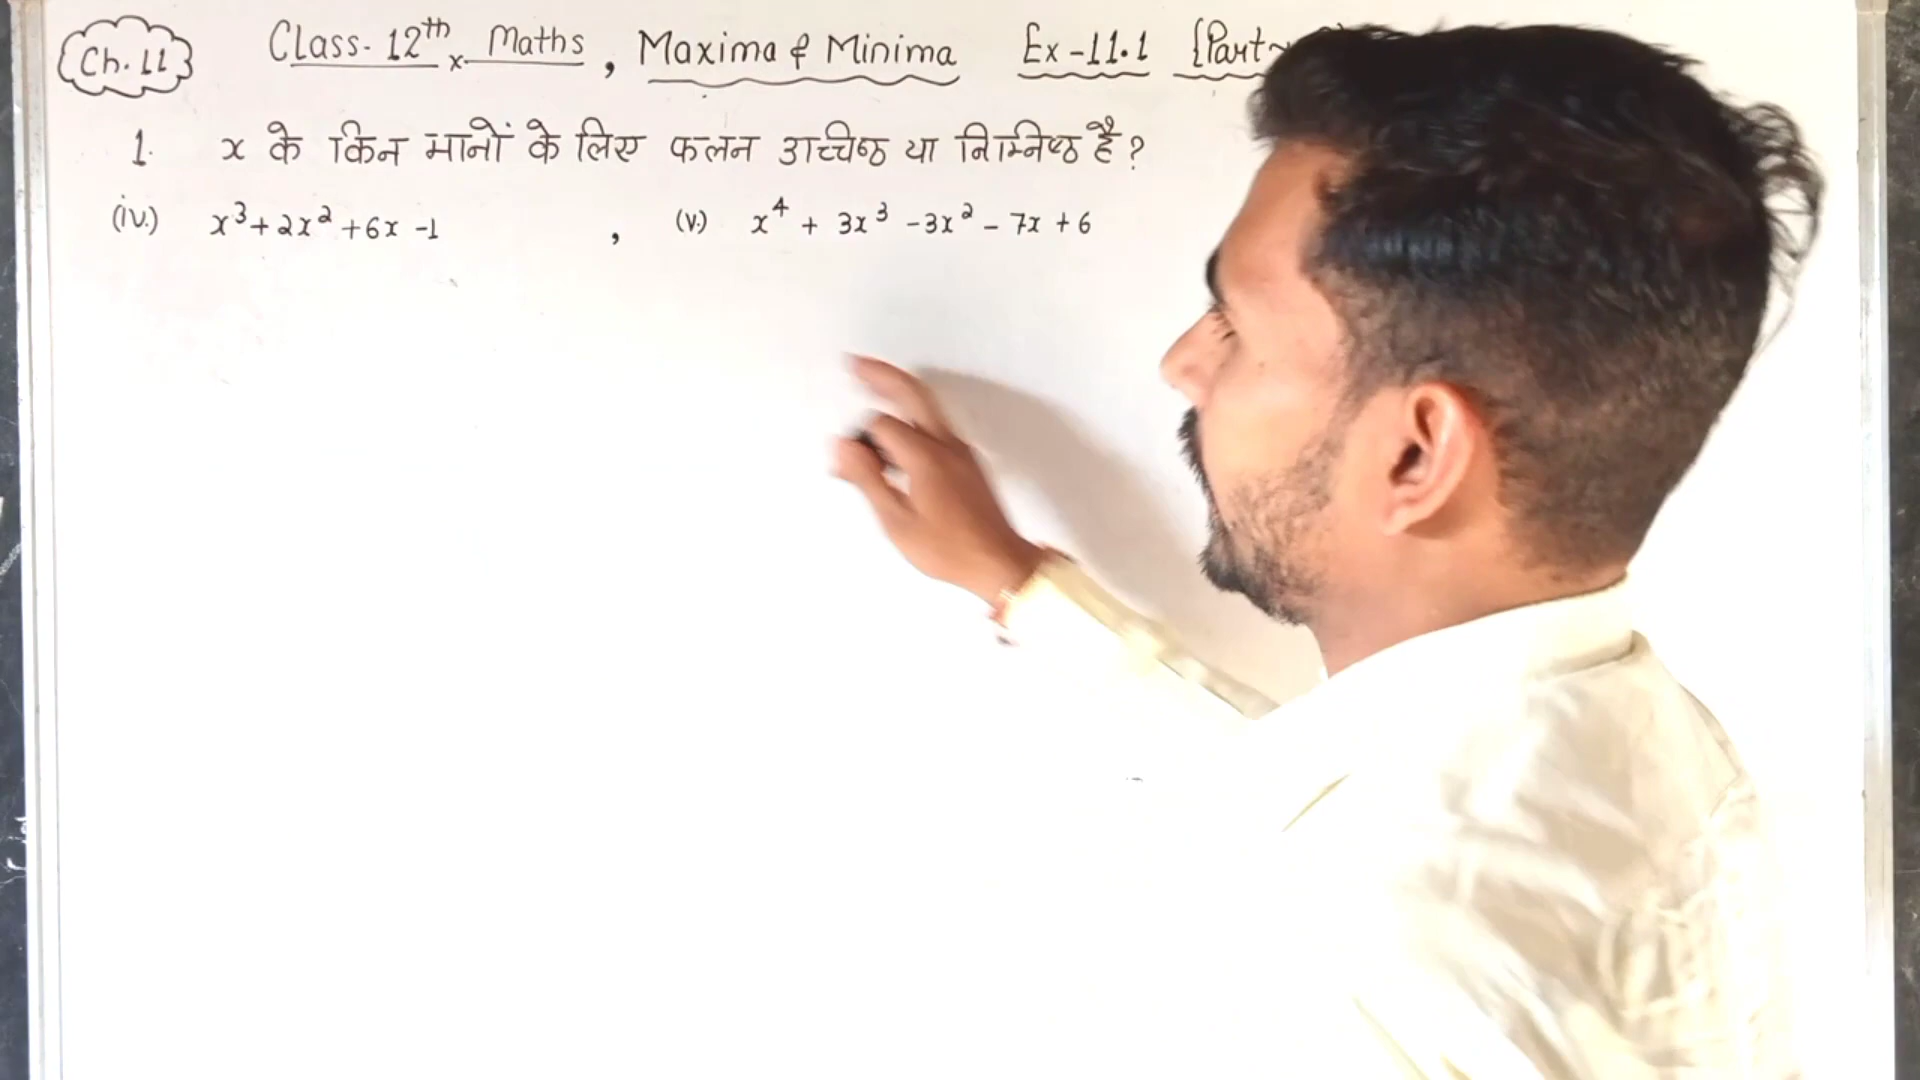 Ch. 11 Class- 12th x Maths , Maxima & Minima Ex-11.1 {Part~
1. x के किन मानों के लिए फलन उच्चिष्ठ या निम्निष्ठ है ?
(iv.) x³+2x²+6x -1 , (v.) x⁴ + 3x³ -3x² - 7x +6